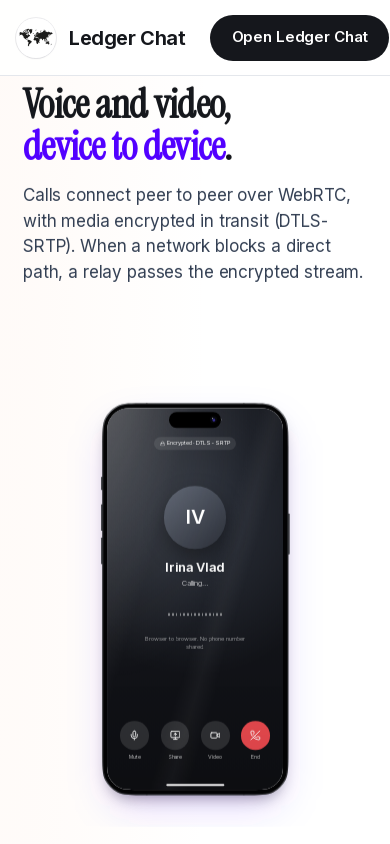 Ledger Chat
Open Ledger Chat
Voice and video,
device to device.
Calls connect peer to peer over WebRTC,
with media encrypted in transit (DTLS-
SRTP). When a network blocks a direct
path, a relay passes the encrypted stream.
Encrypted · DTLS - SRTP
IV
Irina Vlad
Calling...
Browser to browser. No phone number
shared
Mute
Share
Video
End